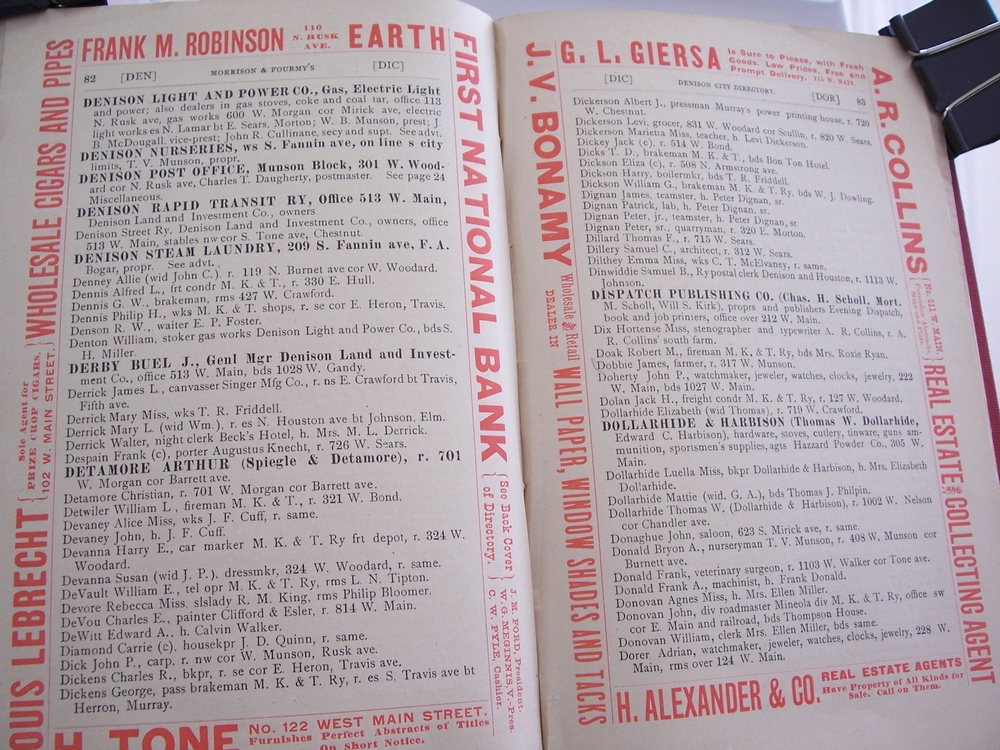 FRANK M. ROBINSON
110
N. RUSK
AVE.
EARTH
WHOLESALE CIGARS AND PIPES
Sole Agent for
PRIZE CROP CIGARS.
102 W. MAIN STREET.
LOUIS LEBRECHT
82 [DEN] MORRISON & FOURMY'S [DIC]
DENISON LIGHT AND POWER CO., Gas, Electric Light
and power; also dealers in gas stoves, coke and coal tar, office 113
N. Rusk ave, gas works 600 W. Morgan cor Mirick ave, electric
light works es N. Lamar bt E. Sears, Morton; W. B. Munson, prest; J.
B. McDougall, vice-prest; John R. Cullinane, secy and supt. See advt.
DENISON NURSERIES, ws S. Fannin ave, on line s city
limits, T. V. Munson, propr.
DENISON POST OFFICE, Munson Block, 301 W. Wood-
ard cor N. Rusk ave, Charles T. Daugherty, postmaster. See page 24
Miscellaneous.
DENISON RAPID TRANSIT RY, Office 513 W. Main,
Denison Land and Investment Co., owners
Denison Street Ry, Denison Land and Investment Co., owners, office
513 W. Main, stables nw cor S. Tone ave, Chestnut.
DENISON STEAM LAUNDRY, 209 S. Fannin ave, F. A.
Bogar, propr. See advt.
Denney Allie (wid John C.) r. 119 N. Burnet ave cor W. Woodard.
Dennis Alfred L., frt condr M. K. & T., r. 330 E. Hull.
Dennis G. W., brakeman, rms 427 W. Crawford.
Dennis Philip H., wks M. K. & T. shops, r. se cor E. Heron, Travis.
Denson R. W., waiter E. P. Foster.
Denton William, stoker gas works Denison Light and Power Co., bds S.
H. Miller.
DERBY BUEL J., Genl Mgr Denison Land and Invest-
ment Co., office 513 W. Main, bds 1028 W. Gandy.
Derrick James L., canvasser Singer Mfg Co., r. ns E. Crawford bt Travis,
Fifth ave.
Derrick Mary Miss, wks T. R. Friddell.
Derrick Mary L. (wid Wm.) r. es N. Houston ave bt Johnson, Elm.
Derrick Walter, night clerk Beck's Hotel, h. Mrs. M. L. Derrick.
Despain Frank (c), porter Augustus Knecht, r. 726 W. Sears.
DETAMORE ARTHUR (Spiegle & Detamore), r. 701
W. Morgan cor Barrett ave.
Detamore Christian, r. 701 W. Morgan cor Barrett ave.
Detwiler William L., fireman M. K. & T., r. 321 W. Bond.
Devaney Alice Miss, wks J. F. Cuff, r. same.
Devaney John, h. J. F. Cuff.
Devanna Harry E., car marker M. K. & T. Ry frt depot, r. 324 W.
Woodard.
Devanna Susan (wid J. P.). dressmkr, 324 W. Woodard, r. same.
DeVault William E., tel opr M. K. & T. Ry, rms L. N. Tipton.
Devore Rebecca Miss. slslady R. M. King, rms Philip Bloomer.
DeVou Charles E., painter Clifford & Esler, r. 814 W. Main.
DeWitt Edward A., h. Calvin Walker.
Diamond Carrie (c). housekpr J. D. Quinn, r. same.
Dick John P., carp. r. nw cor W. Munson, Rusk ave.
Dickens Charles R., bkpr, r. se cor E. Heron, Travis ave.
Dickens George, pass brakeman M. K. & T. Ry, r. es S. Travis ave bt
Herron, Murray.
FIRST NATIONAL BANK
See Back Cover
of Directory.
J. M. FORD, President.
W. G. MEGINNIS, V.-Pres.
C. W. PYLE, Cashier.
H. TONE
No. 122 WEST MAIN STREET.
Furnishes Perfect Abstracts of Titles
On Short Notice.
G. L. GIERSA
Is Sure to Please, with Fresh
Goods. Low Prices, Free and
Prompt Delivery.
J. V. BONAMY
Wholesale and Retail
DEALER IN
WALL PAPER, WINDOW SHADES AND TACKS
[DIC] DENISON CITY DIRECTORY. [DOR] 83
Dickerson Albert J., pressman Murray's power printing house, r. 720
W. Chestnut.
Dickerson Levi, grocer, 831 W. Woodard cor Scullin, r. 820 W. Sears.
Dickerson Marietta Miss, teacher, h. Levi Dickerson.
Dickey Jack (c) r. 514 W. Bond.
Dicks T. D., brakeman M. K. & T., bds Bon Ton Hotel.
Dickson Eliza (c), r. 508 N. Armstrong ave.
Dickson Harry, boilermkr, bds T. R. Friddell.
Dickson William G., brakeman M. K. & T. Ry, bds W. J. Dowling.
Dignan James, teamster, h. Peter Dignan, sr.
Dignan Patrick, lab, h. Peter Dignan, sr.
Dignan Peter, jr., teamster, h. Peter Dignan, sr.
Dignan Peter, sr., quarryman, r. 320 E. Morton.
Dillard Thomas F., r. 715 W. Sears.
Dillery Samuel C., architect, r. 312 W. Sears.
Dilthey Emma Miss, wks C. T. McElvaney, r. same.
Dinwiddie Samuel B., Ry postal clerk Denison and Houston, r. 1113 W.
Johnson.
DISPATCH PUBLISHING CO. (Chas. H. Scholl, Mort.
M. Scholl, Will S. Kirk), proprs and publishers Evening Dispatch,
book and job printers, office over 212 W. Main.
Dix Hortense Miss, stenographer and typewriter A. R. Collins, r. A.
R. Collins' south farm.
Doak Robert M., fireman M. K. & T. Ry, bds Mrs. Roxie Ryan.
Dobbie James, farmer, r. 317 W. Munson.
Doherty John P., watchmaker, jeweler, watches, clocks, jewelry, 222
W. Main, bds 1027 W. Main.
Dolan Jack H., freight condr M. K. & T. Ry, r. 127 W. Woodard.
Dollarhide Elizabeth (wid Thomas), r. 719 W. Crawford.
DOLLARHIDE & HARBISON (Thomas W. Dollarhide,
Edward C. Harbison), hardware, stoves, cutlery, tinware, guns am-
munition, sportsmen's supplies, agts Hazzard Powder Co., 305 W.
Main.
Dollarhide Luella Miss, bkpr Dollarhide & Harbison, h. Mrs. Elizabeth
Dollarhide.
Dollarhide Mattie (wid. G. A.), bds Thomas J. Philpin.
Dollarhide Thomas W. (Dollarhide & Harbison), r. 1002 W. Nelson
cor Chandler ave.
Donaghue John, saloon, 623 S. Mirick ave, r. same.
Donald Bryon A., nurseryman T. V. Munson, r. 408 W. Munson cor
Burnett ave.
Donald Frank, veterinary surgeon, r. 1103 W. Walker cor Tone ave.
Donald Frank A., machinist, h. Frank Donald.
Donovan Agnes Miss, h. Mrs. Ellen Miller.
Donovan John, div roadmaster Mineola div M. K. & T. Ry, office sw
cor E. Main and railroad, bds Thompson House.
Donovan William, clerk Mrs. Ellen Miller, bds same.
Dorer Adrian, watchmaker, jeweler, watches, clocks, jewelry, 228 W.
Main, rms over 124 W. Main.
A. R. COLLINS
No. 521 W. MAIN.
REAL ESTATE & COLLECTING AGENT
H. ALEXANDER & CO.
REAL ESTATE AGENTS
Have Property of All Kinds for
Sale. Call on Them.